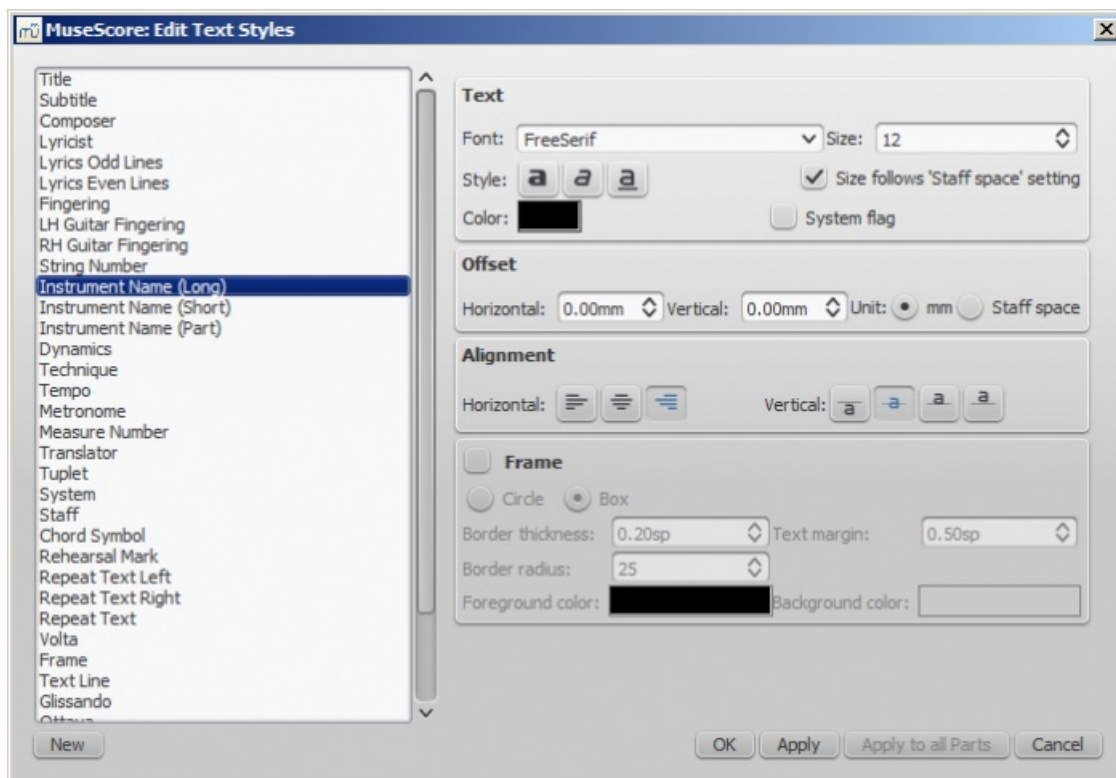 MuseScore: Edit Text Styles
Title
Subtitle
Composer
Lyricist
Lyrics Odd Lines
Lyrics Even Lines
Fingering
LH Guitar Fingering
RH Guitar Fingering
String Number
Instrument Name (Long)
Instrument Name (Short)
Instrument Name (Part)
Dynamics
Technique
Tempo
Metronome
Measure Number
Translator
Tuplet
System
Staff
Chord Symbol
Rehearsal Mark
Repeat Text Left
Repeat Text Right
Repeat Text
Volta
Frame
Text Line
Glissando
Ottava
New
Text
Font: FreeSerif Size: 12
Style: a a a Size follows 'Staff space' setting
Color: System flag
Offset
Horizontal: 0.00mm Vertical: 0.00mm Unit: mm Staff space
Alignment
Horizontal: Vertical: a a a a
Frame
Circle Box
Border thickness: 0.20sp Text margin: 0.50sp
Border radius: 25
Foreground color: Background color:
OK Apply Apply to all Parts Cancel